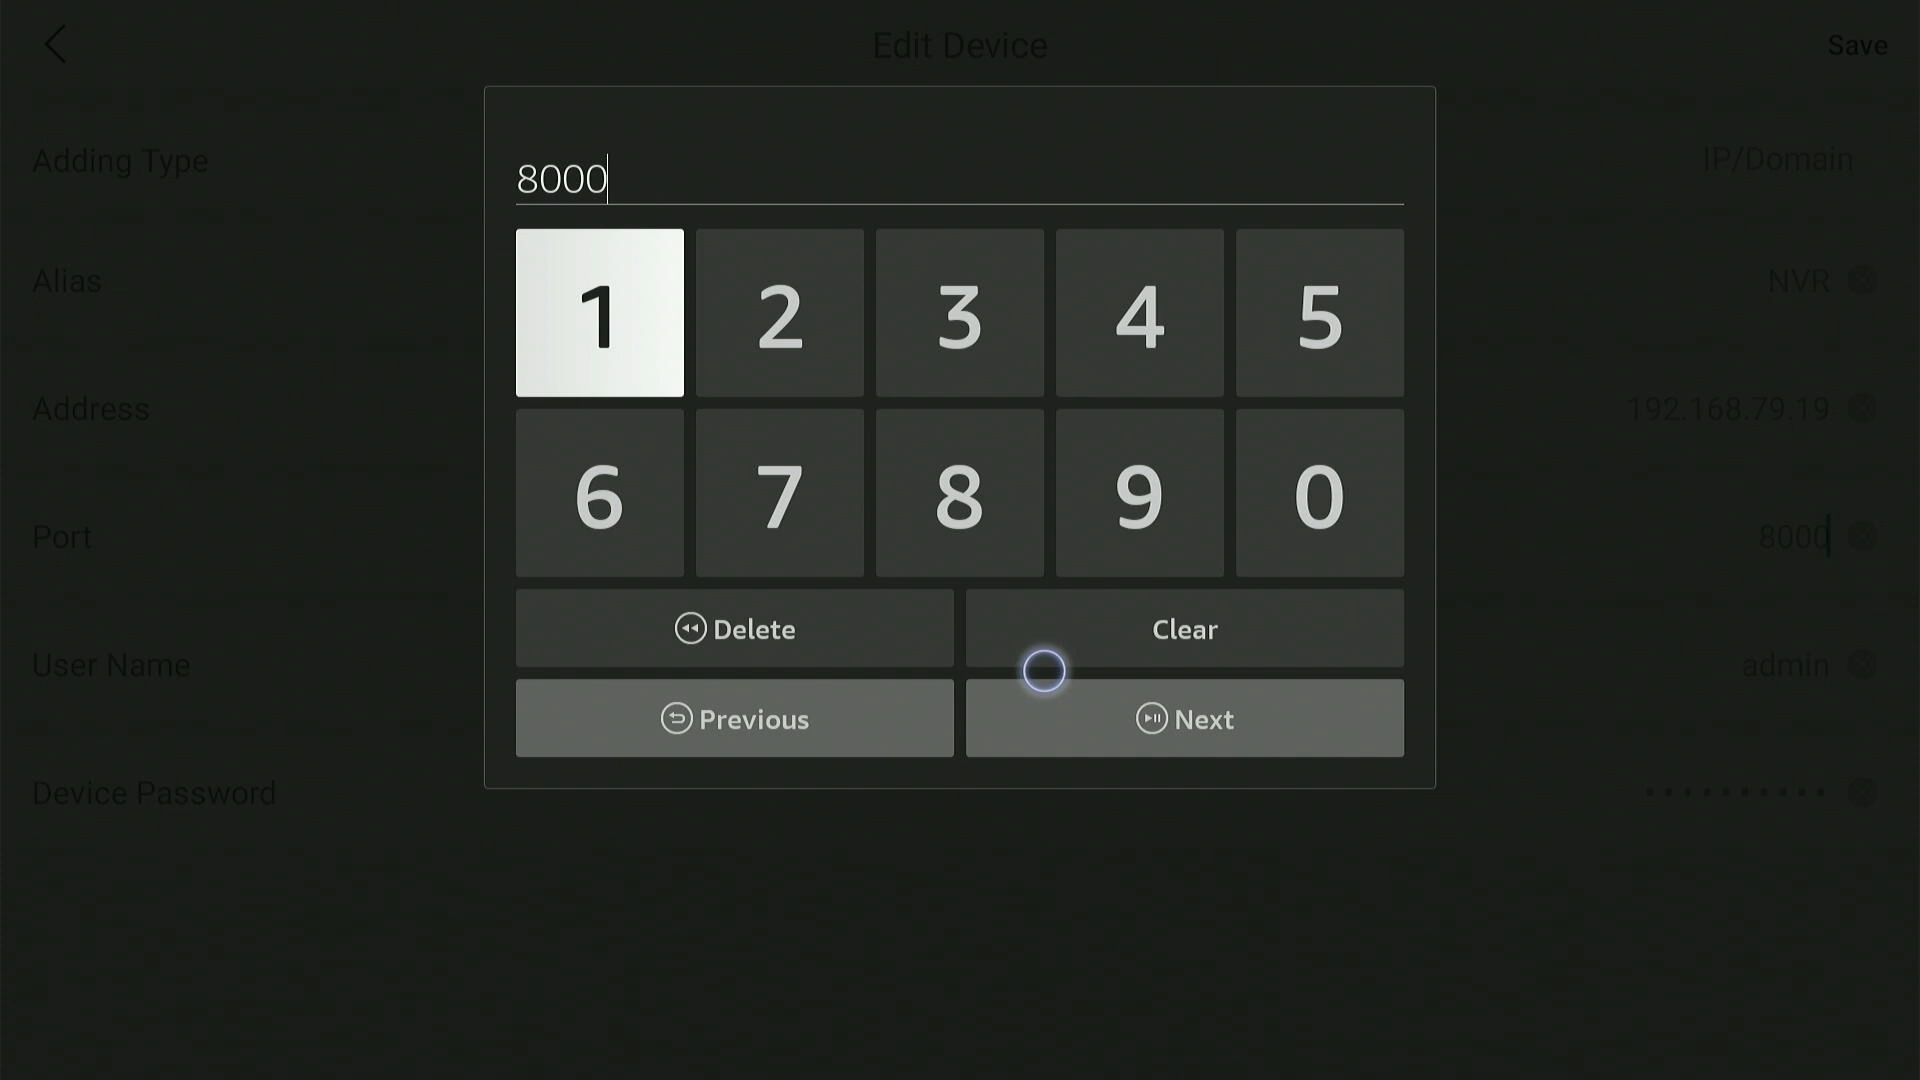 Edit Device
Save
Adding Type
IP/Domain
Alias
NVR
Address
192.168.79.19
Port
8000
User Name
admin
Device Password
••••••••••
8000
1 2 3 4 5
6 7 8 9 0
Delete
Clear
Previous
Next